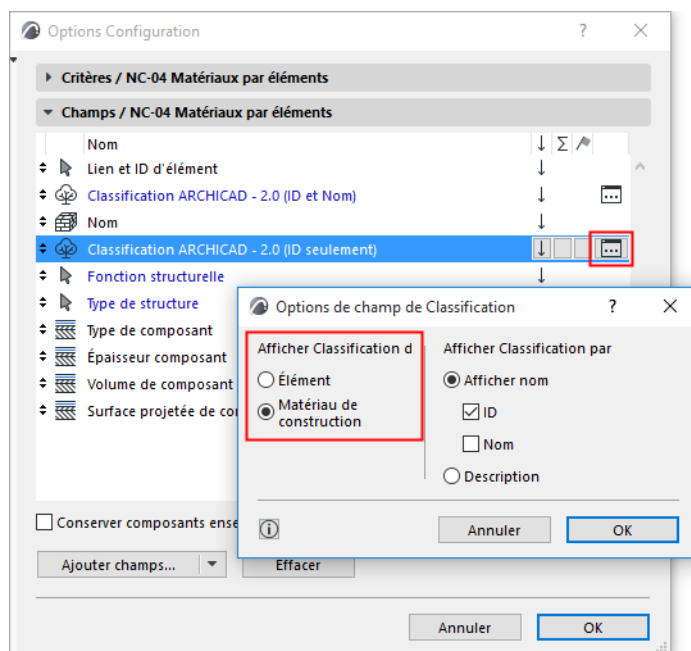 Options Configuration
Critères / NC-04 Matériaux par éléments
Champs / NC-04 Matériaux par éléments
Nom
Lien et ID d'élément
Classification ARCHICAD - 2.0 (ID et Nom)
Nom
Classification ARCHICAD - 2.0 (ID seulement)
Fonction structurelle
Type de structure
Type de composant
Épaisseur composant
Volume de composant
Surface projetée de co
Conserver composants ense
Ajouter champs...
Effacer
Annuler
OK
Options de champ de Classification
Afficher Classification d
Élément
Matériau de
construction
Afficher Classification par
Afficher nom
ID
Nom
Description
Annuler
OK